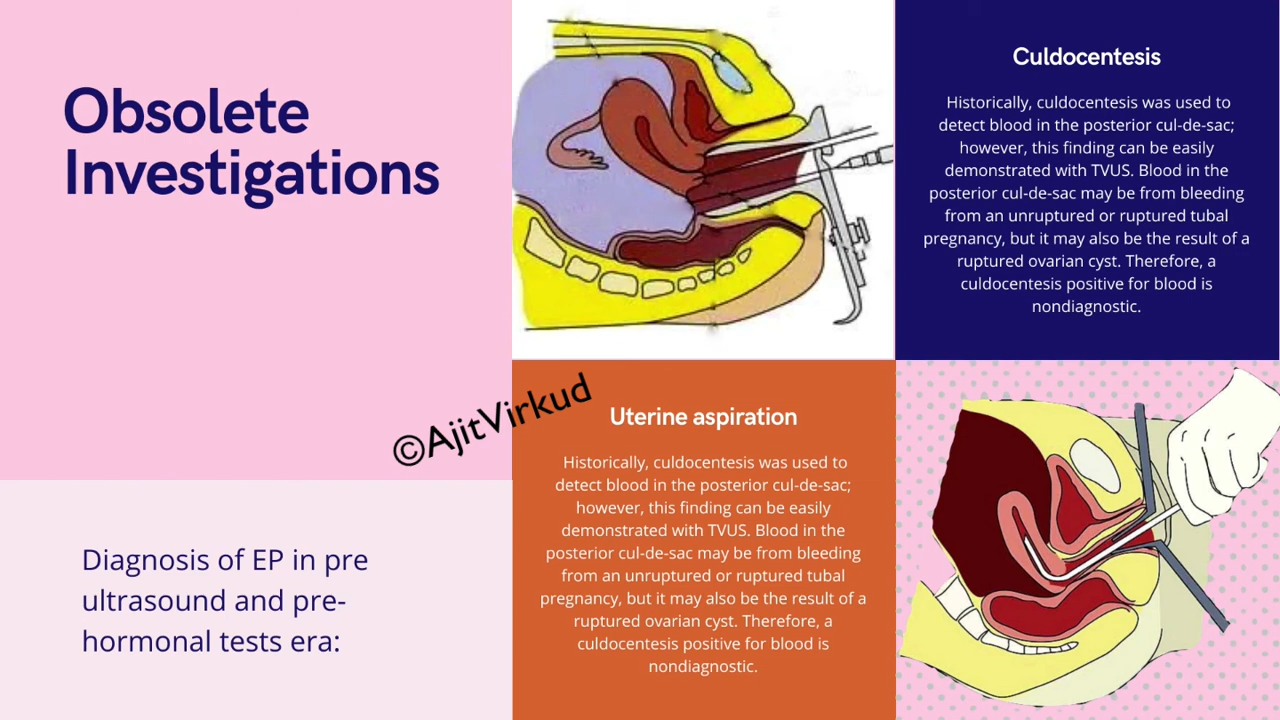 Obsolete
Investigations
Diagnosis of EP in pre
ultrasound and pre-
hormonal tests era:
Culdocentesis
Historically, culdocentesis was used to
detect blood in the posterior cul-de-sac;
however, this finding can be easily
demonstrated with TVUS. Blood in the
posterior cul-de-sac may be from bleeding
from an unruptured or ruptured tubal
pregnancy, but it may also be the result of a
ruptured ovarian cyst. Therefore, a
culdocentesis positive for blood is
nondiagnostic.
©AjitVirkud
Uterine aspiration
Historically, culdocentesis was used to
detect blood in the posterior cul-de-sac;
however, this finding can be easily
demonstrated with TVUS. Blood in the
posterior cul-de-sac may be from bleeding
from an unruptured or ruptured tubal
pregnancy, but it may also be the result of a
ruptured ovarian cyst. Therefore, a
culdocentesis positive for blood is
nondiagnostic.